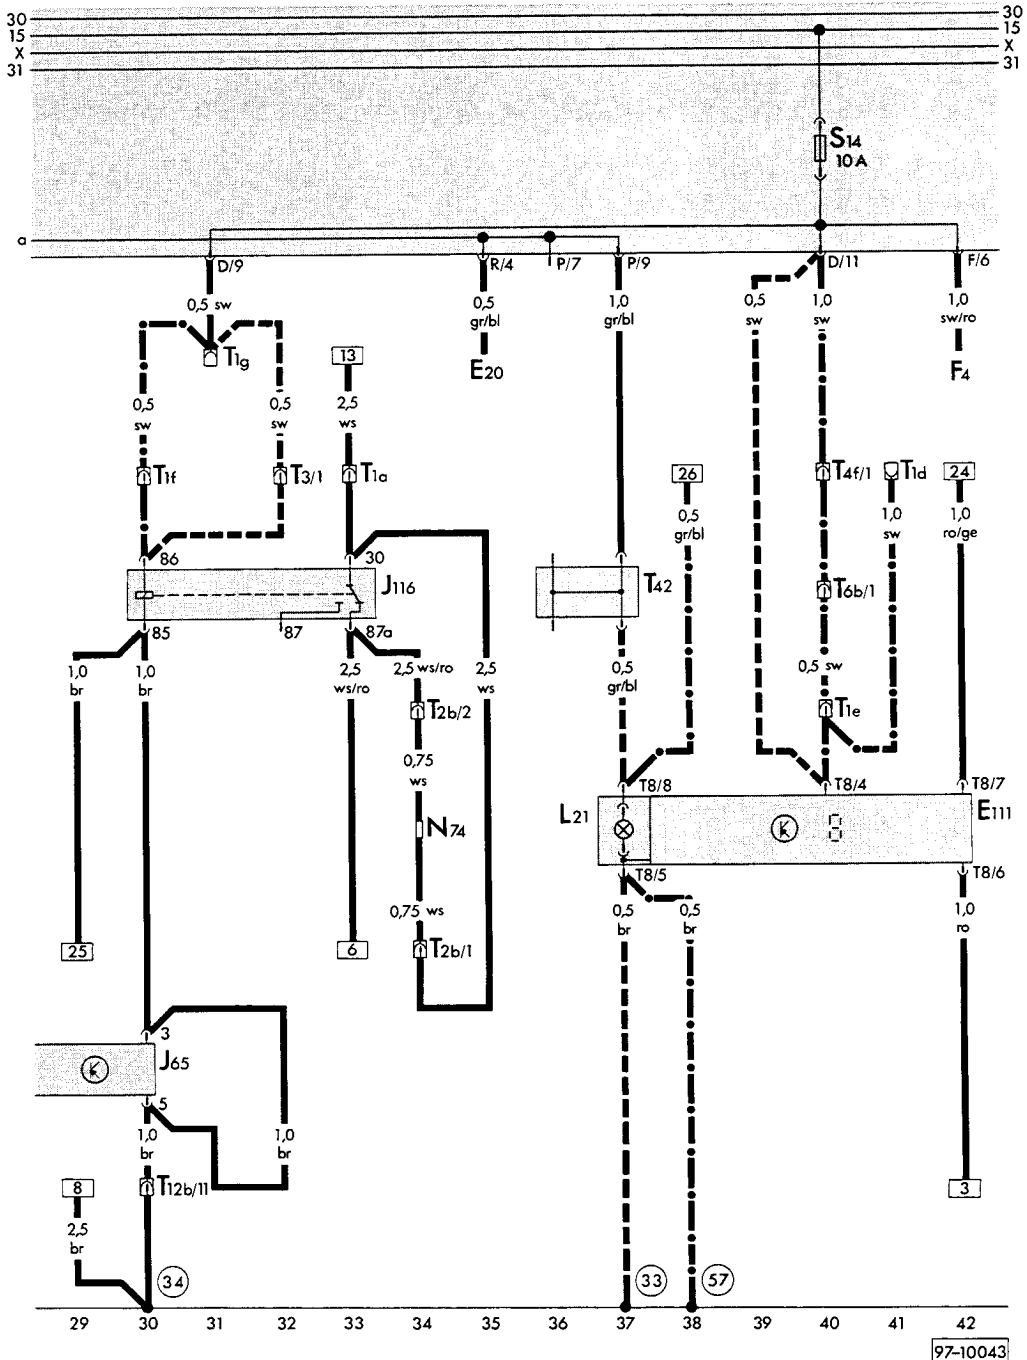 30 30
15 15
X X
31 31
S14
10 A
a
D/9 R/4 P/7 P/9 D/11 F/6
0,5 sw
0,5
gr/bl
1,0
gr/bl
0,5
sw
1,0
sw
1,0
sw/ro
T1g
13
E20
F4
0,5
sw
0,5
sw
2,5
ws
T1f T3/1 T1a
26
T4f/1 T1d
24
0,5
gr/bl
1,0
sw
1,0
ro/ge
86 30
J116
T42
T6b/1
85 87 87a
1,0
br
1,0
br
2,5
ws/ro
2,5 ws/ro
2,5
ws
0,5
gr/bl
0,5 sw
T2b/2
T1e
0,75
ws
T8/8 T8/4 T8/7
N74
L21
E111
T8/5 T8/6
0,75 ws
0,5
br
0,5
br
1,0
ro
25
6
T2b/1
3
J65
5
1,0
br
1,0
br
8
T12b/11
3
2,5
br
34
33
57
29 30 31 32 33 34 35 36 37 38 39 40 41 42
97-10043